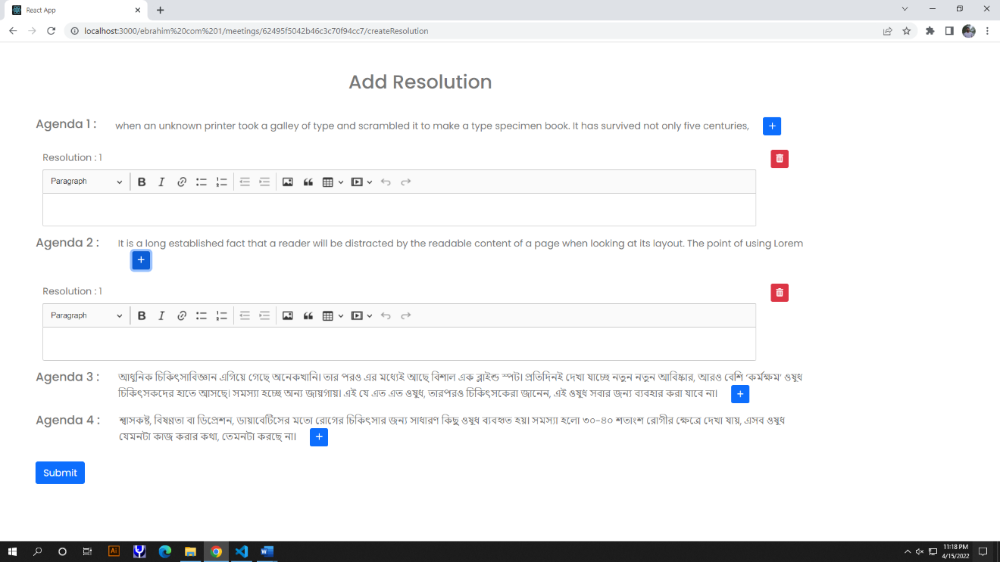 React App
localhost:3000/ebrahim%20com%201/meetings/62495f5042b46c3c70f94cc7/createResolution
Add Resolution
Agenda 1 : when an unknown printer took a galley of type and scrambled it to make a type specimen book. It has survived not only five centuries, +
Resolution : 1
Paragraph
Agenda 2 : It is a long established fact that a reader will be distracted by the readable content of a page when looking at its layout. The point of using Lorem
+
Resolution : 1
Paragraph
Agenda 3 : আধুনিক চিকিৎসাবিজ্ঞান এগিয়ে গেছে অনেকখানি। তার পরও এর মধ্যেই আছে বিশাল এক ব্লাইন্ড স্পট। প্রতিদিনই দেখা যাচ্ছে নতুন নতুন আবিষ্কার, আরও বেশি ‘কর্মক্ষম’ ওষুধ
চিকিৎসকদের হাতে আসছে। সমস্যা হচ্ছে অন্য জায়গায়। এই যে এত এত ওষুধ, তারপরও চিকিৎসকেরা জানেন, এই ওষুধ সবার জন্য ব্যবহার করা যাবে না। +
Agenda 4 : শ্বাসকষ্ট, বিষণ্নতা বা ডিপ্রেশন, ডায়াবেটিসের মতো রোগের চিকিৎসার জন্য সাধারণ কিছু ওষুধ ব্যবহৃত হয়। সমস্যা হলো ৩০-৪০ শতাংশ রোগীর ক্ষেত্রে দেখা যায়, এসব ওষুধ
যেমনটা কাজ করার কথা, তেমনটা করছে না। +
Submit
11:18 PM
4/15/2022